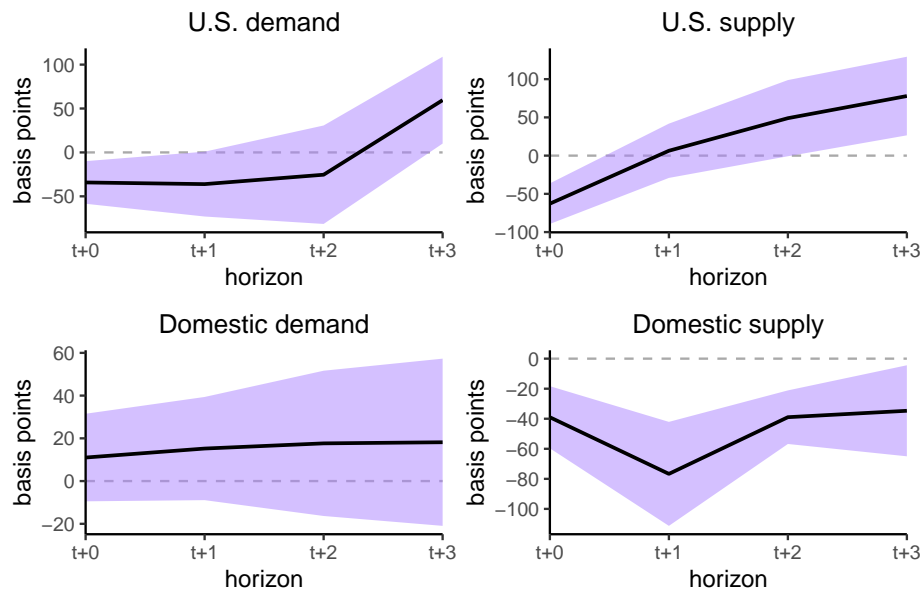 U.S. demand
basis points
100
50
0
−50
t+0 t+1 t+2 t+3
horizon
U.S. supply
basis points
100
50
0
−50
−100
t+0 t+1 t+2 t+3
horizon
Domestic demand
basis points
60
40
20
0
−20
t+0 t+1 t+2 t+3
horizon
Domestic supply
basis points
0
−20
−40
−60
−80
−100
t+0 t+1 t+2 t+3
horizon